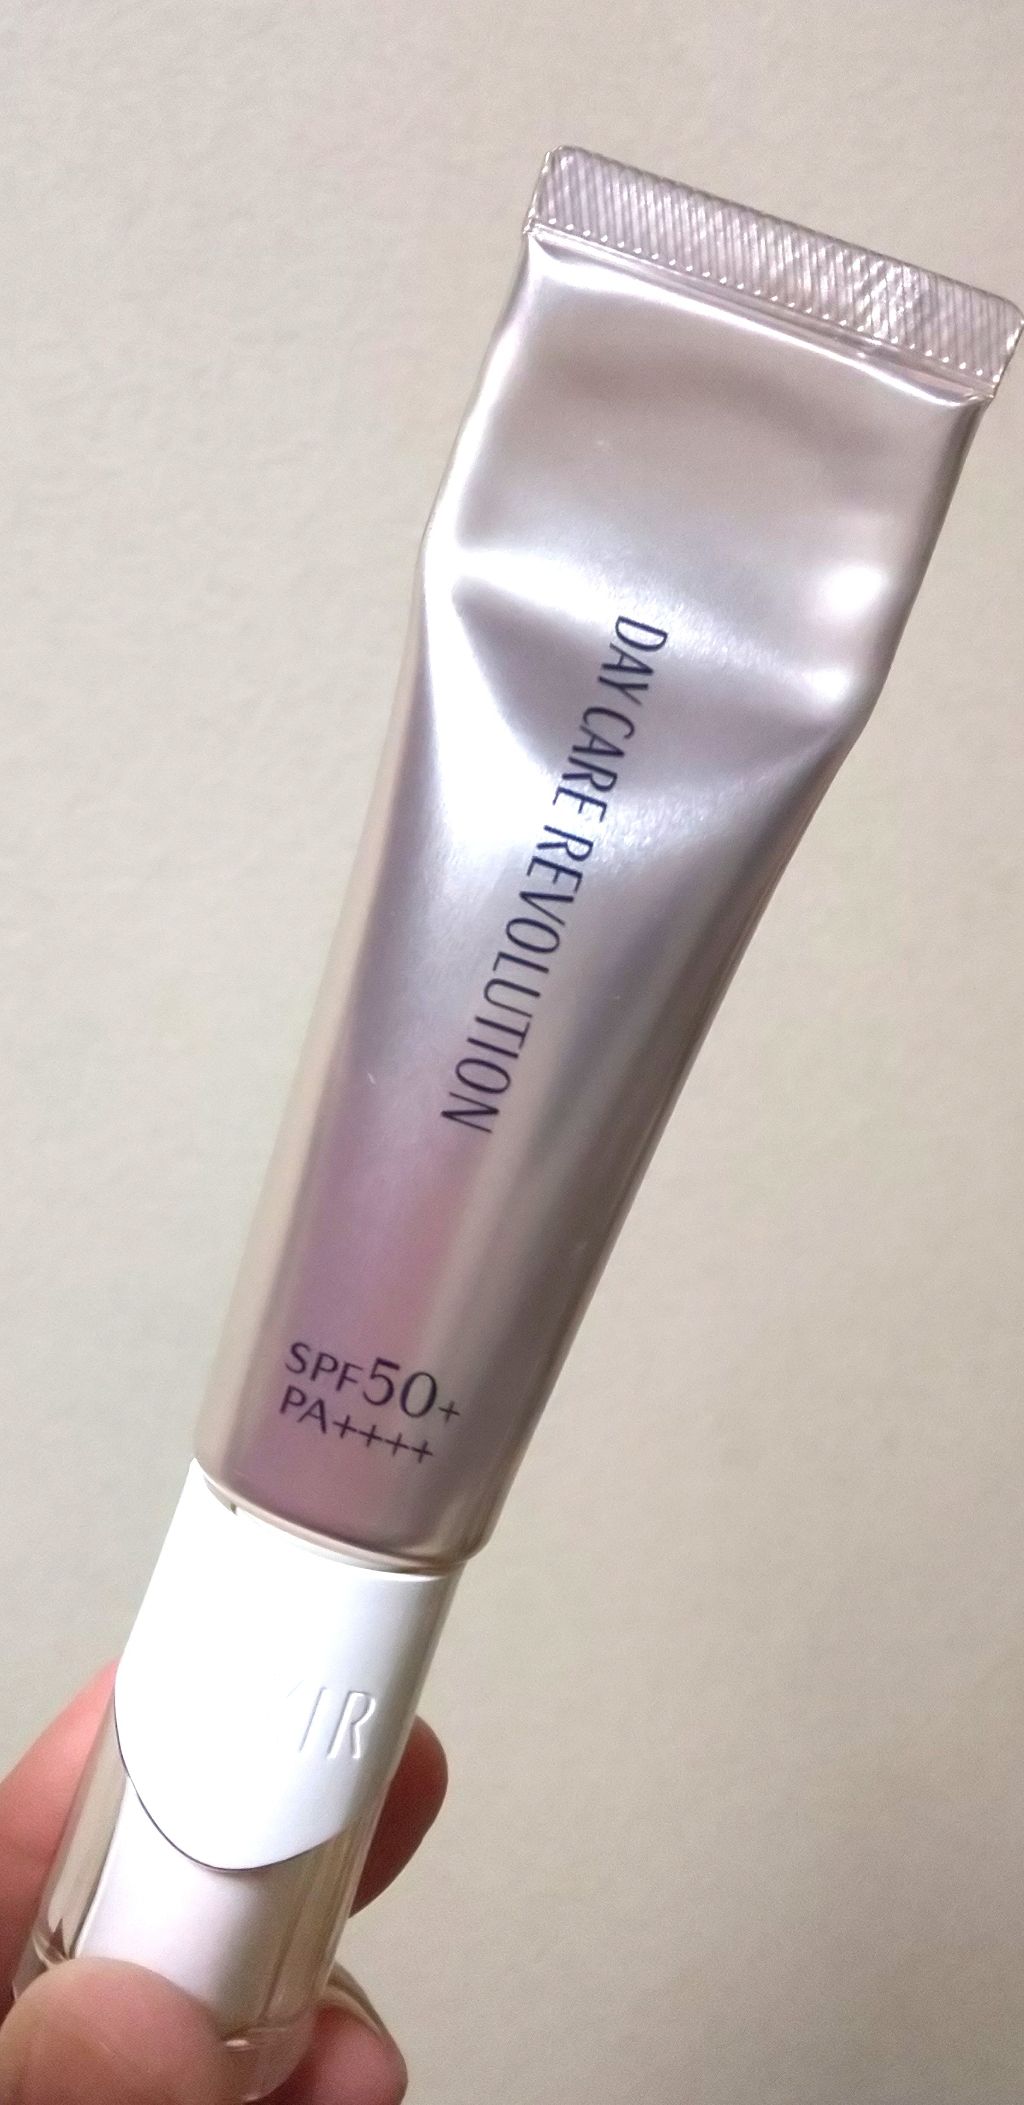 DAY CARE REVOLUTION
SPF50+
PA++++